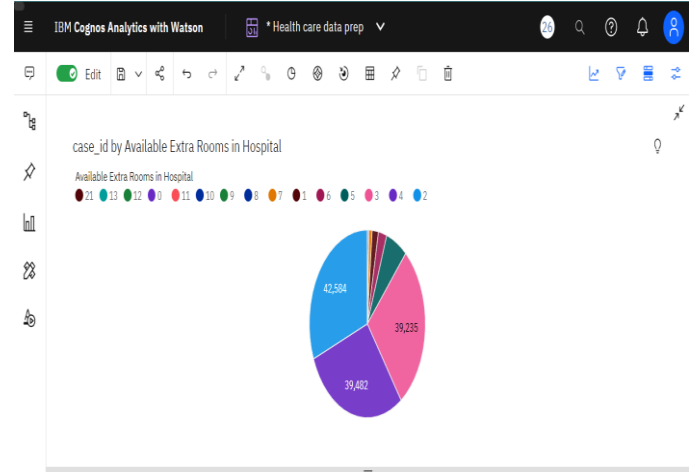 IBM Cognos Analytics with Watson
* Health care data prep
26
Edit
case_id by Available Extra Rooms in Hospital
Available Extra Rooms in Hospital
21 13 12 0 11 10 9 8 7 1 6 5 3 4 2
42,584
39,235
39,482